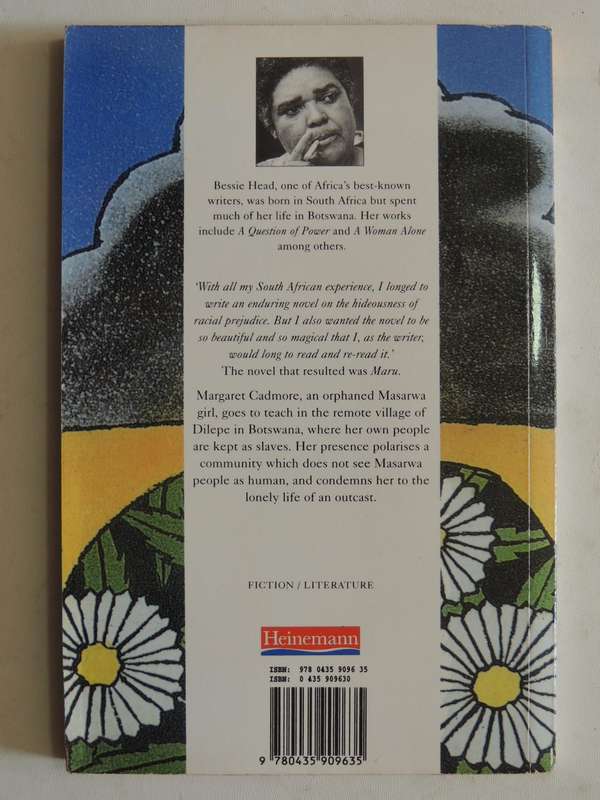 Bessie Head, one of Africa's best-known
writers, was born in South Africa but spent
much of her life in Botswana. Her works
include A Question of Power and A Woman Alone
among others.
'With all my South African experience, I longed to
write an enduring novel on the hideousness of
racial prejudice. But I also wanted the novel to be
so beautiful and so magical that I, as the writer,
would long to read and re-read it.'
The novel that resulted was Maru.
Margaret Cadmore, an orphaned Masarwa
girl, goes to teach in the remote village of
Dilepe in Botswana, where her own people
are kept as slaves. Her presence polarises a
community which does not see Masarwa
people as human, and condemns her to the
lonely life of an outcast.
FICTION / LITERATURE
Heinemann
ISBN: 978 0435 9096 35
ISBN: 0 435 909630
9 780435 909635